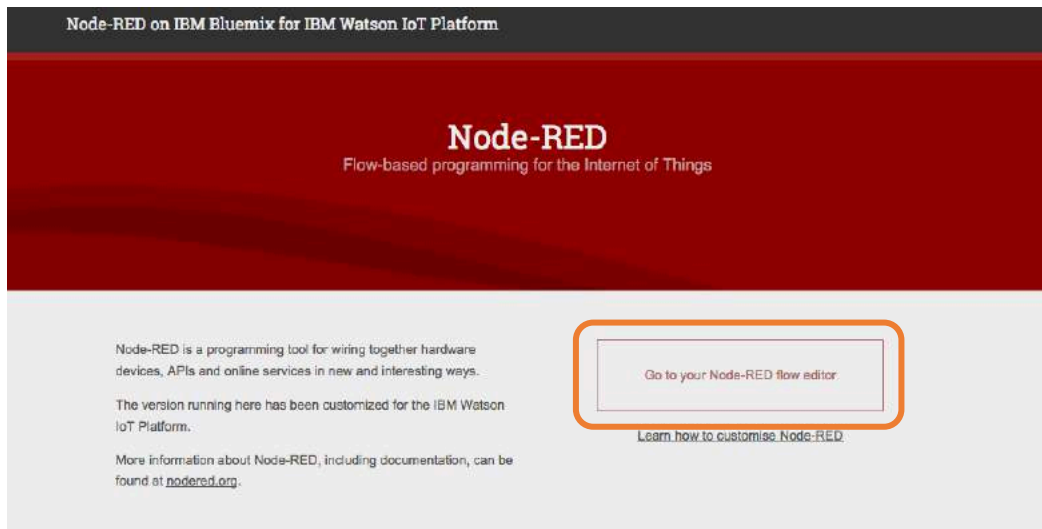 Node-RED on IBM Bluemix for IBM Watson IoT Platform
Node-RED
Flow-based programming for the Internet of Things
Node-RED is a programming tool for wiring together hardware
devices, APIs and online services in new and interesting ways.
The version running here has been customized for the IBM Watson
IoT Platform.
More information about Node-RED, including documentation, can be
found at nodered.org.
Go to your Node-RED flow editor
Learn how to customise Node-RED